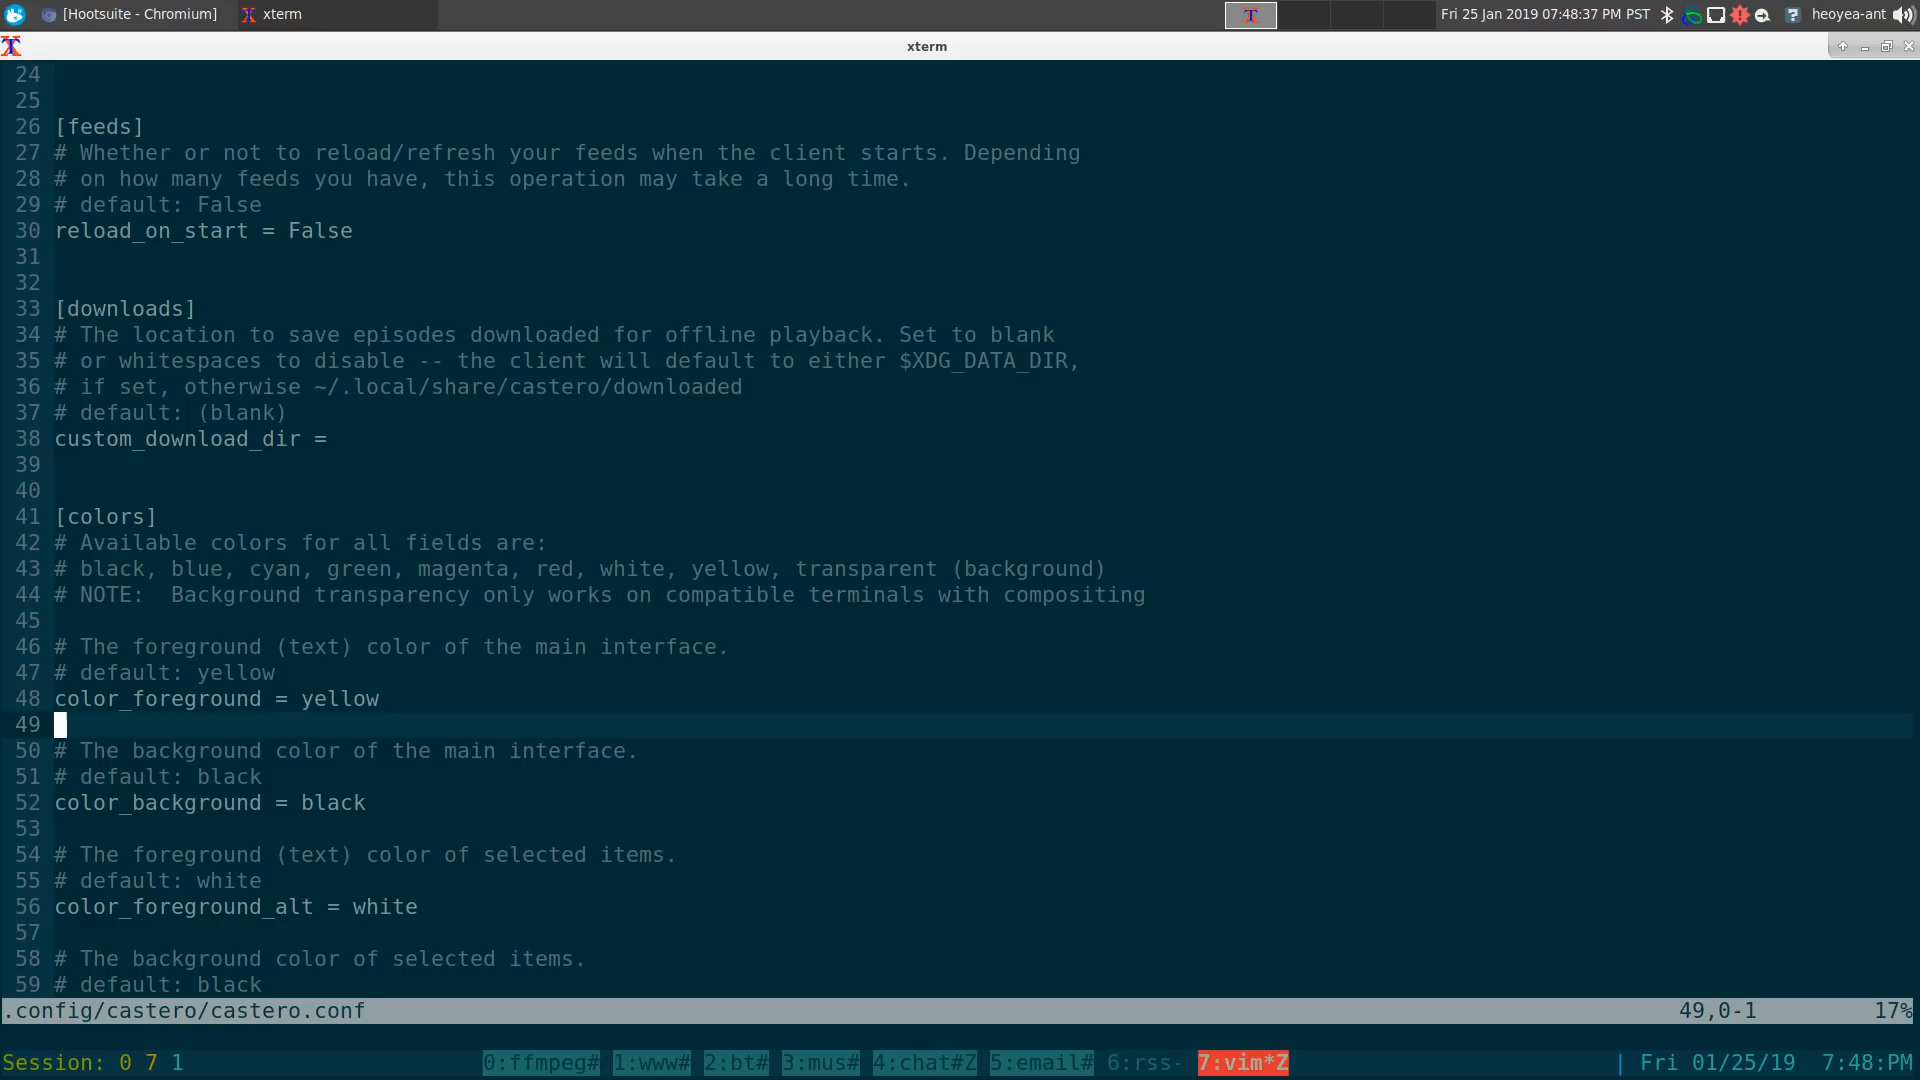 [Hootsuite - Chromium] xterm Fri 25 Jan 2019 07:48:37 PM PST heoyea-ant
xterm
24
25
26 [feeds]
27 # Whether or not to reload/refresh your feeds when the client starts. Depending
28 # on how many feeds you have, this operation may take a long time.
29 # default: False
30 reload_on_start = False
31
32
33 [downloads]
34 # The location to save episodes downloaded for offline playback. Set to blank
35 # or whitespaces to disable -- the client will default to either $XDG_DATA_DIR,
36 # if set, otherwise ~/.local/share/castero/downloaded
37 # default: (blank)
38 custom_download_dir =
39
40
41 [colors]
42 # Available colors for all fields are:
43 # black, blue, cyan, green, magenta, red, white, yellow, transparent (background)
44 # NOTE:  Background transparency only works on compatible terminals with compositing
45
46 # The foreground (text) color of the main interface.
47 # default: yellow
48 color_foreground = yellow
49
50 # The background color of the main interface.
51 # default: black
52 color_background = black
53
54 # The foreground (text) color of selected items.
55 # default: white
56 color_foreground_alt = white
57
58 # The background color of selected items.
59 # default: black
.config/castero/castero.conf 49,0-1 17%
Session: 0 7 1 0:ffmpeg# 1:www# 2:bt# 3:mus# 4:chat#Z 5:email# 6:rss- 7:vim*Z | Fri 01/25/19 7:48:PM